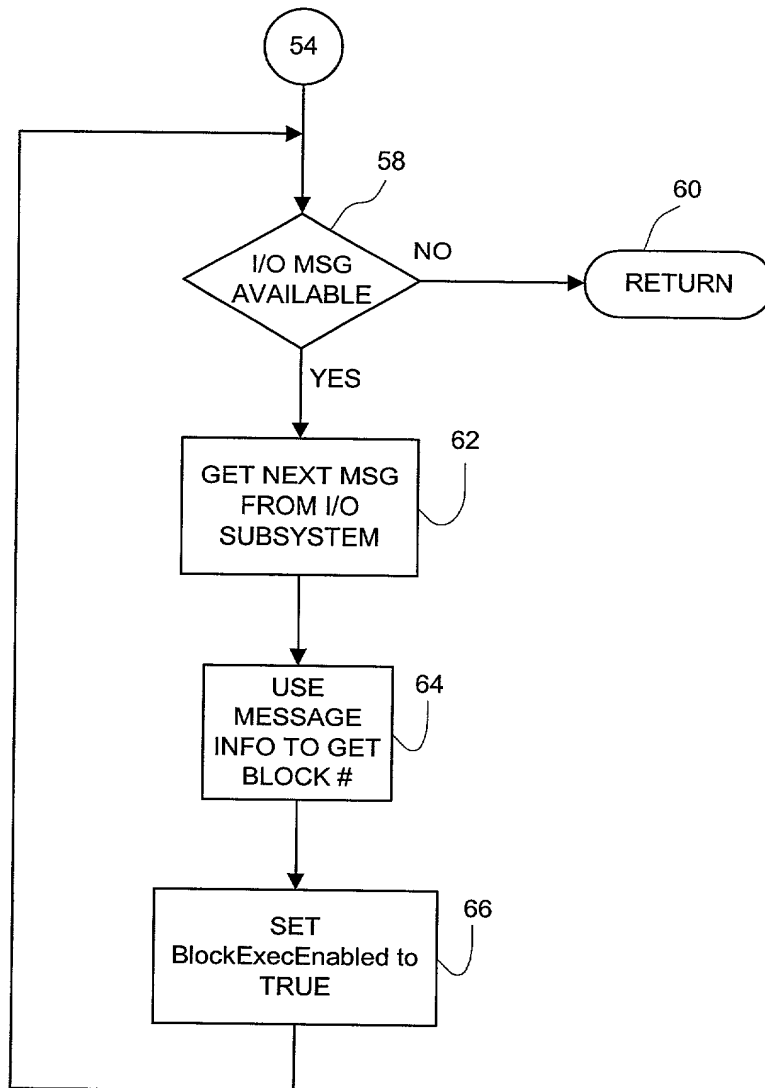 54
58
I/O MSG
AVAILABLE
NO
60
RETURN
YES
62
GET NEXT MSG
FROM I/O
SUBSYSTEM
64
USE
MESSAGE
INFO TO GET
BLOCK #
66
SET
BlockExecEnabled to
TRUE